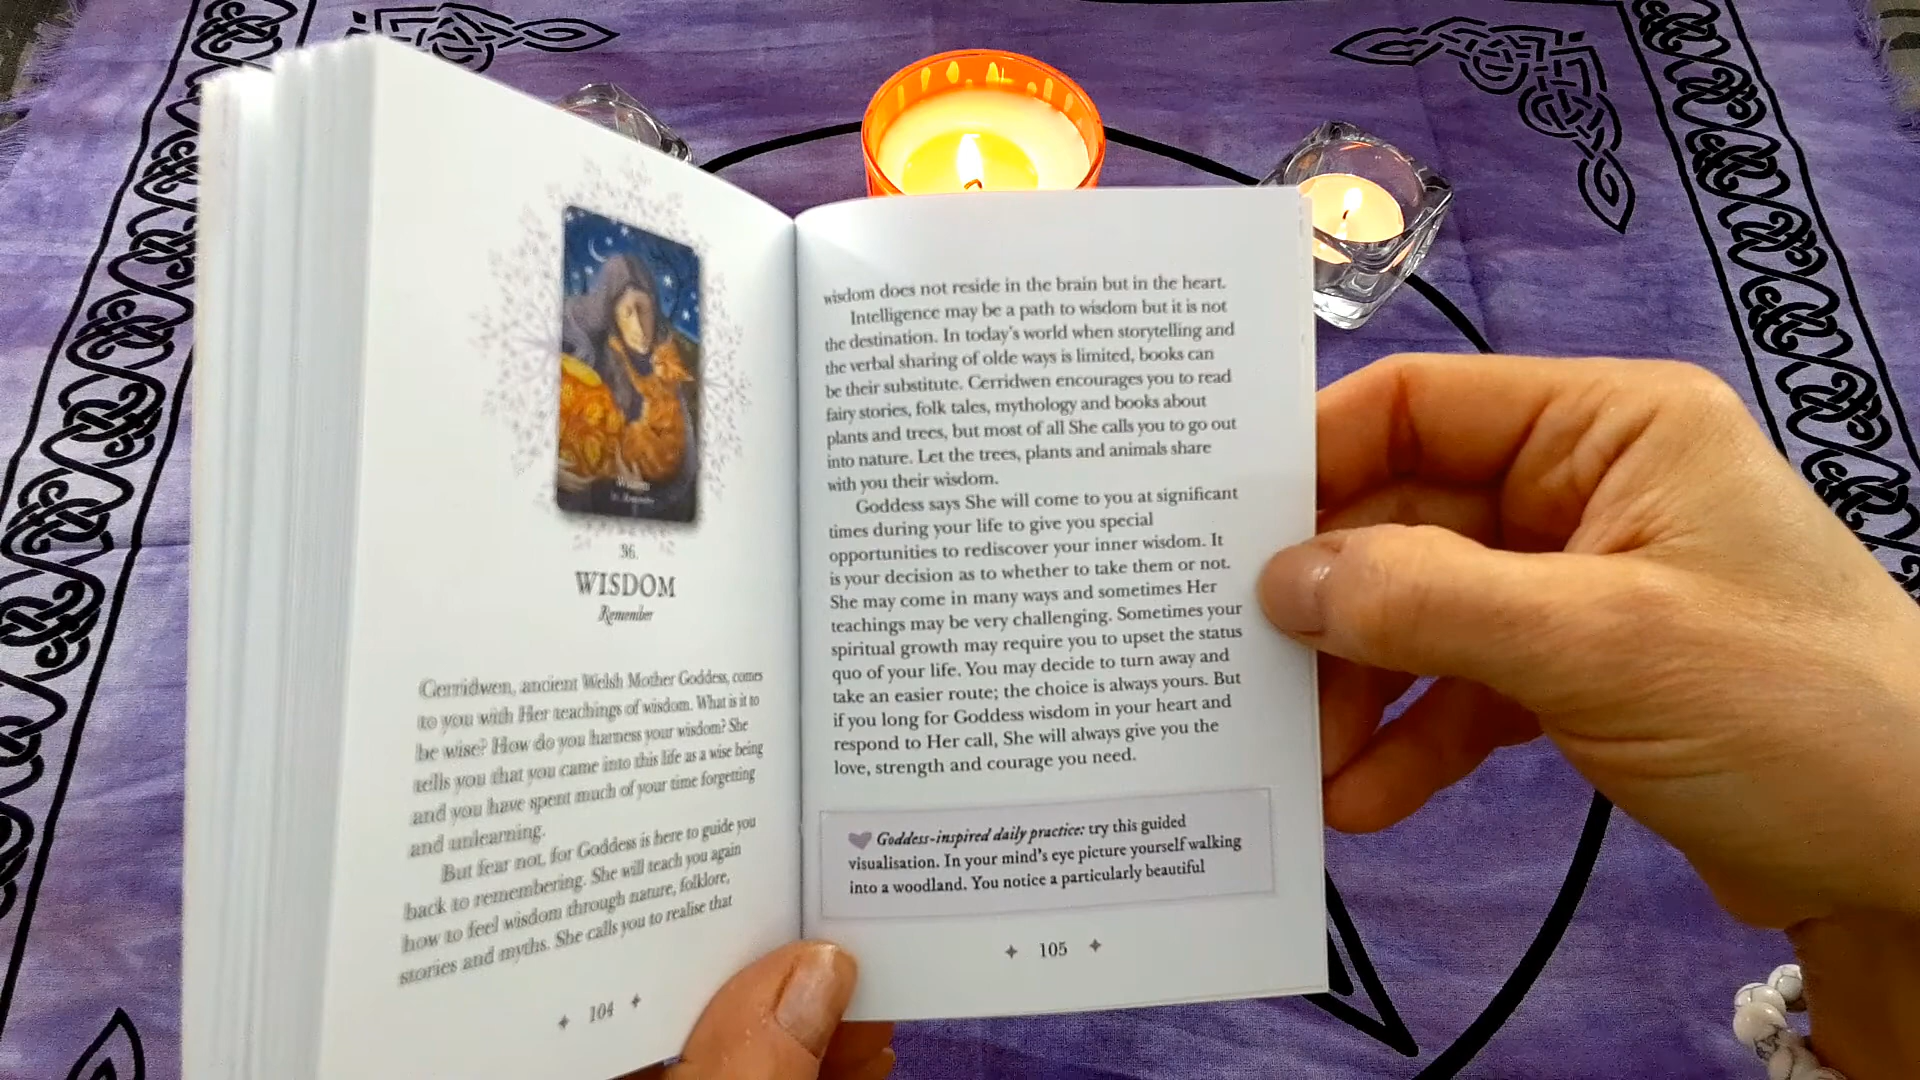 Wisdom
36.
WISDOM
Remember
Cerridwen, ancient Welsh Mother Goddess, comes
to you with Her teachings of wisdom. What is it to
be wise? How do you harness your wisdom? She
tells you that you came into this life as a wise being
and you have spent much of your time forgetting
and unlearning.
But fear not, for Goddess is here to guide you
back to remembering. She will teach you again
how to feel wisdom through nature, folklore,
stories and myths. She calls you to realise that
104
wisdom does not reside in the brain but in the heart.
Intelligence may be a path to wisdom but it is not
the destination. In today's world when storytelling and
the verbal sharing of olde ways is limited, books can
be their substitute. Cerridwen encourages you to read
fairy stories, folk tales, mythology and books about
plants and trees, but most of all She calls you to go out
into nature. Let the trees, plants and animals share
with you their wisdom.
Goddess says She will come to you at significant
times during your life to give you special
opportunities to rediscover your inner wisdom. It
is your decision as to whether to take them or not.
She may come in many ways and sometimes Her
teachings may be very challenging. Sometimes your
spiritual growth may require you to upset the status
quo of your life. You may decide to turn away and
take an easier route; the choice is always yours. But
if you long for Goddess wisdom in your heart and
respond to Her call, She will always give you the
love, strength and courage you need.
Goddess-inspired daily practice: try this guided
visualisation. In your mind's eye picture yourself walking
into a woodland. You notice a particularly beautiful
105